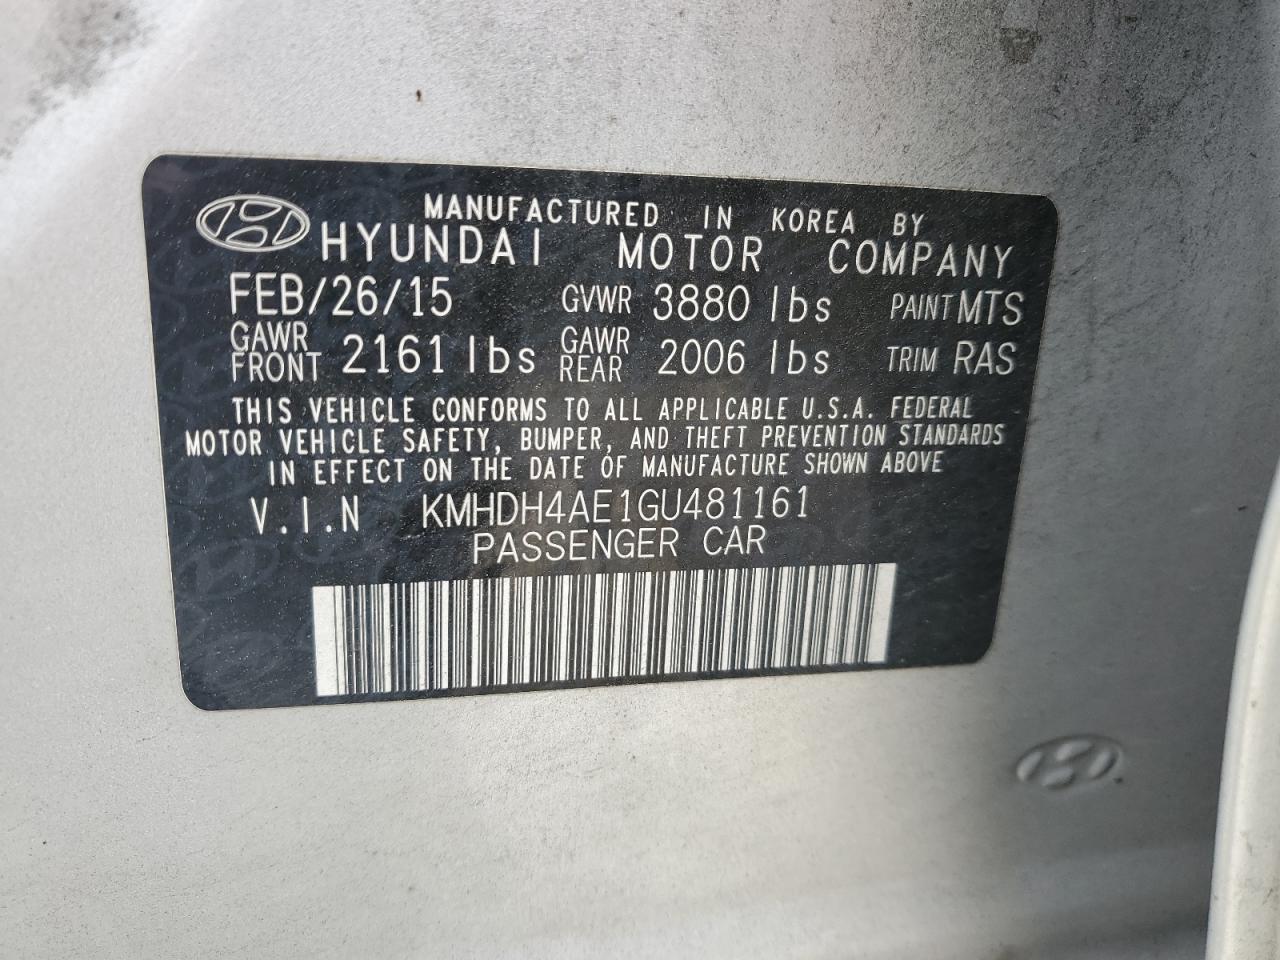 MANUFACTURED IN KOREA BY
HYUNDAI MOTOR COMPANY
FEB/26/15 GVWR 3880 lbs PAINT MTS
GAWR FRONT 2161 lbs GAWR REAR 2006 lbs TRIM RAS
THIS VEHICLE CONFORMS TO ALL APPLICABLE U.S.A. FEDERAL
MOTOR VEHICLE SAFETY, BUMPER, AND THEFT PREVENTION STANDARDS
IN EFFECT ON THE DATE OF MANUFACTURE SHOWN ABOVE
V.I.N KMHDH4AE1GU481161
PASSENGER CAR